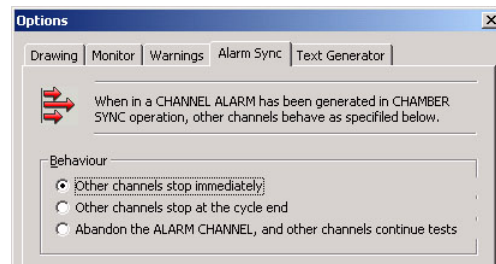 Options
Drawing Monitor Warnings Alarm Sync Text Generator
When in a CHANNEL ALARM has been generated in CHAMBER
SYNC operation, other channels behave as specifiled below.
Behaviour
Other channels stop immediately
Other channels stop at the cycle end
Abandon the ALARM CHANNEL, and other channels continue tests